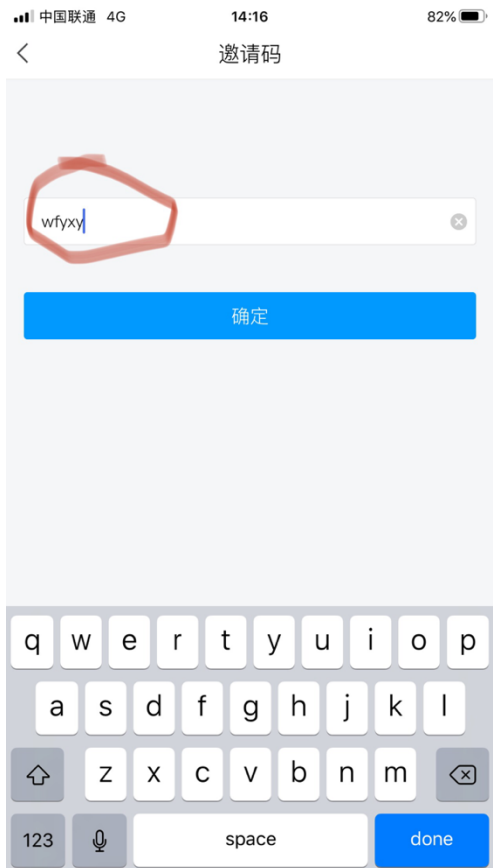 中国联通 4G 14:16 82%
邀请码
wfyxy
确定
q w e r t y u i o p
a s d f g h j k l
z x c v b n m
123 space done